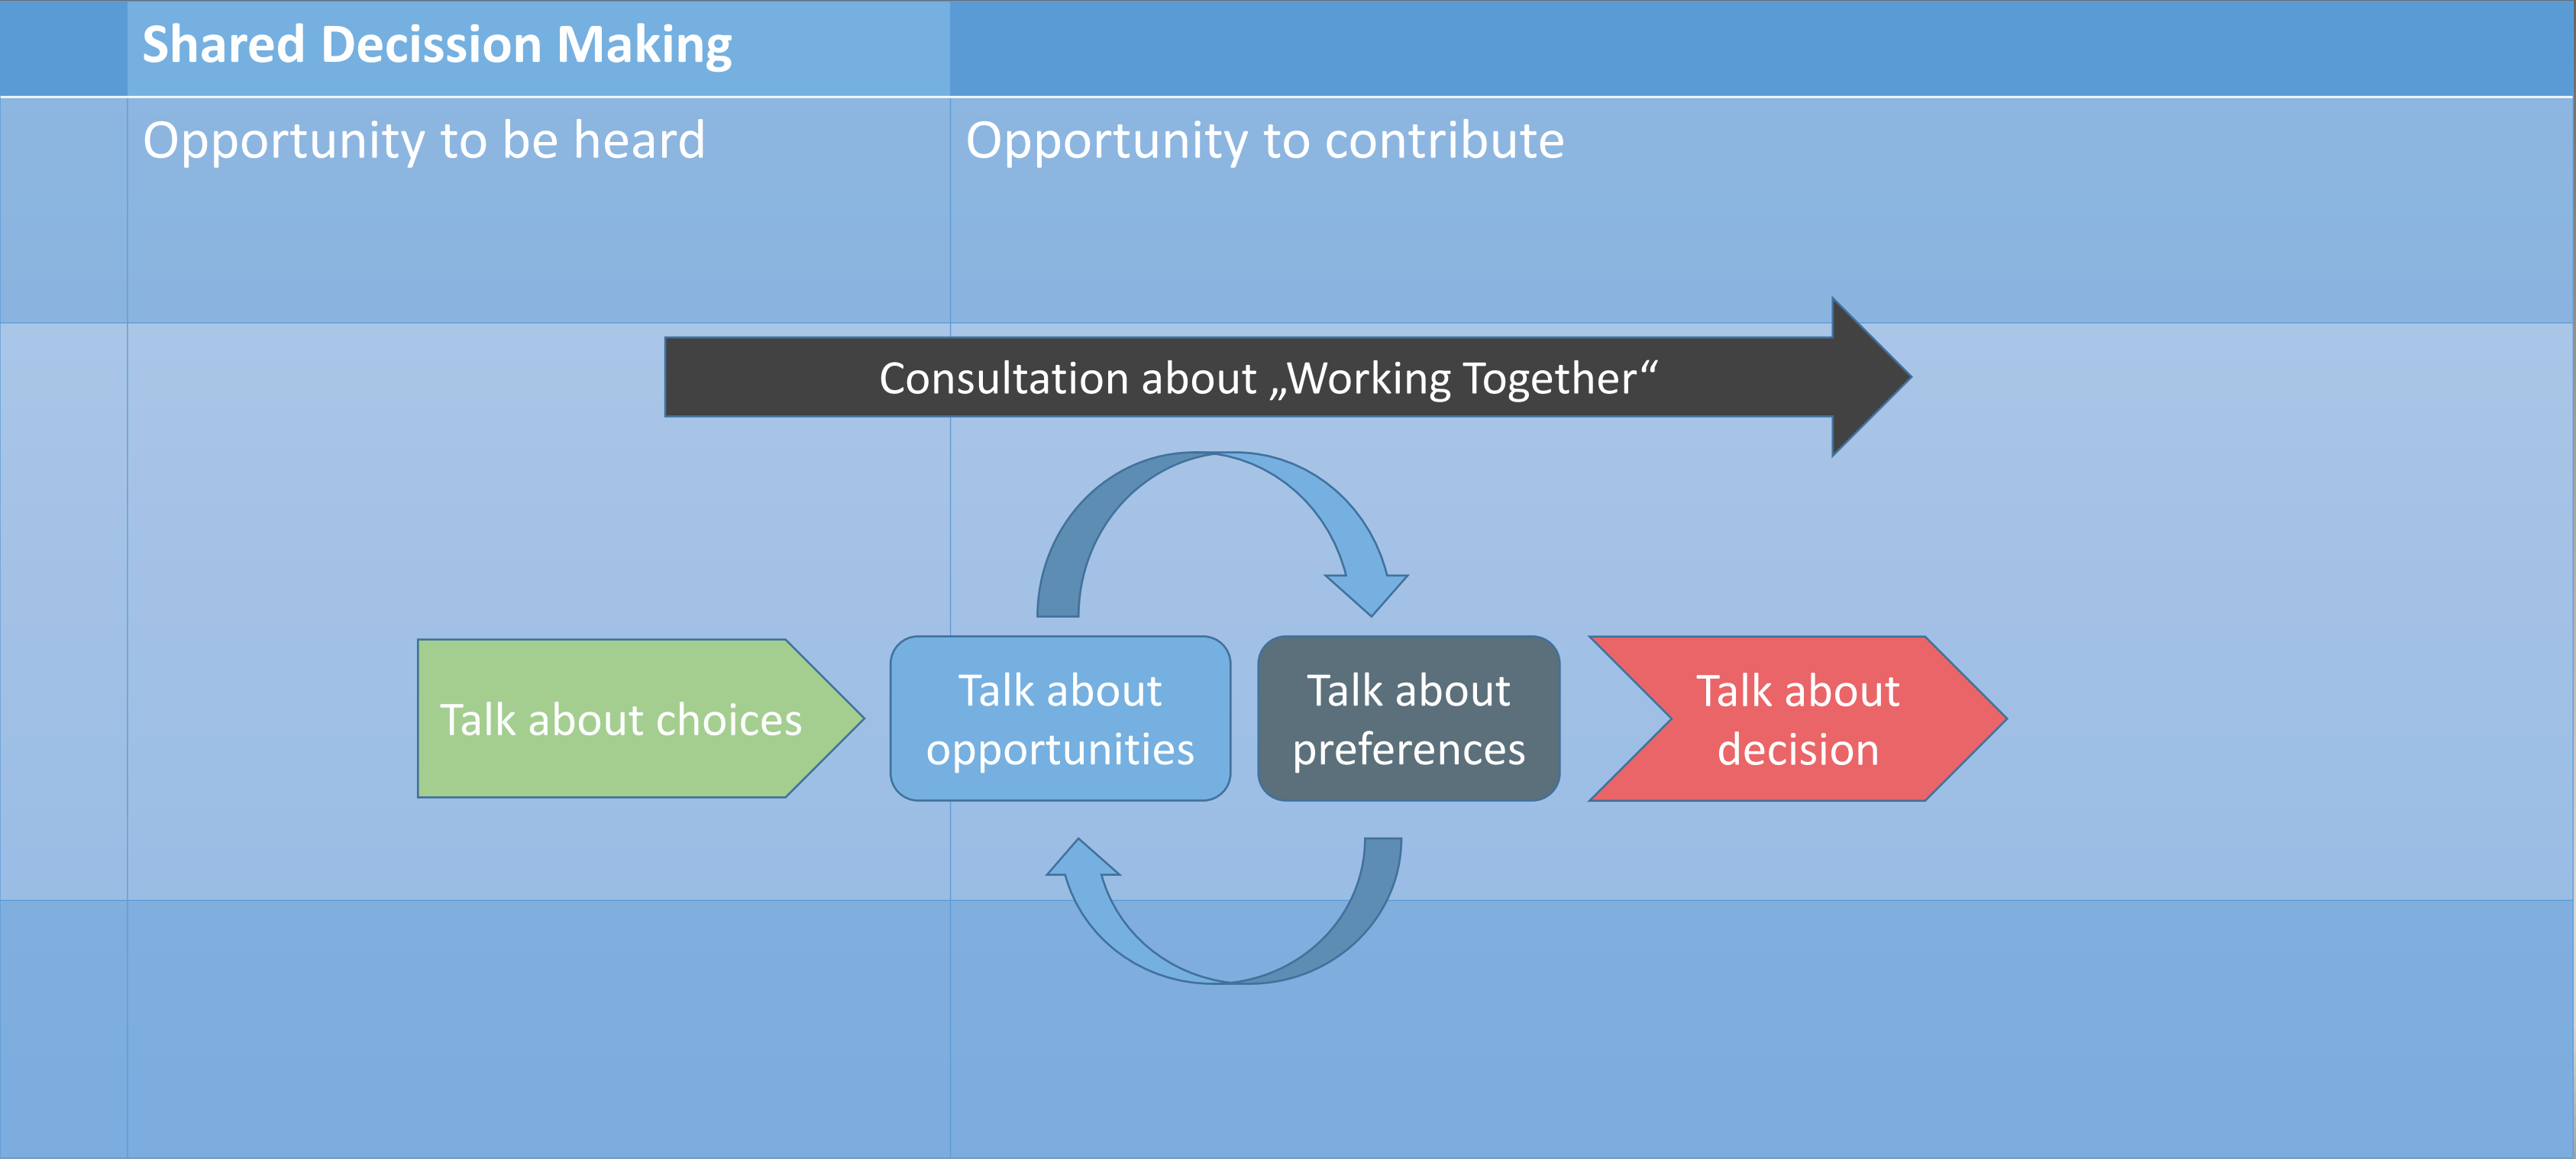 Shared Decission Making
Opportunity to be heard
Opportunity to contribute
Consultation about „Working Together“
Talk about choices
Talk about
opportunities
Talk about
preferences
Talk about
decision